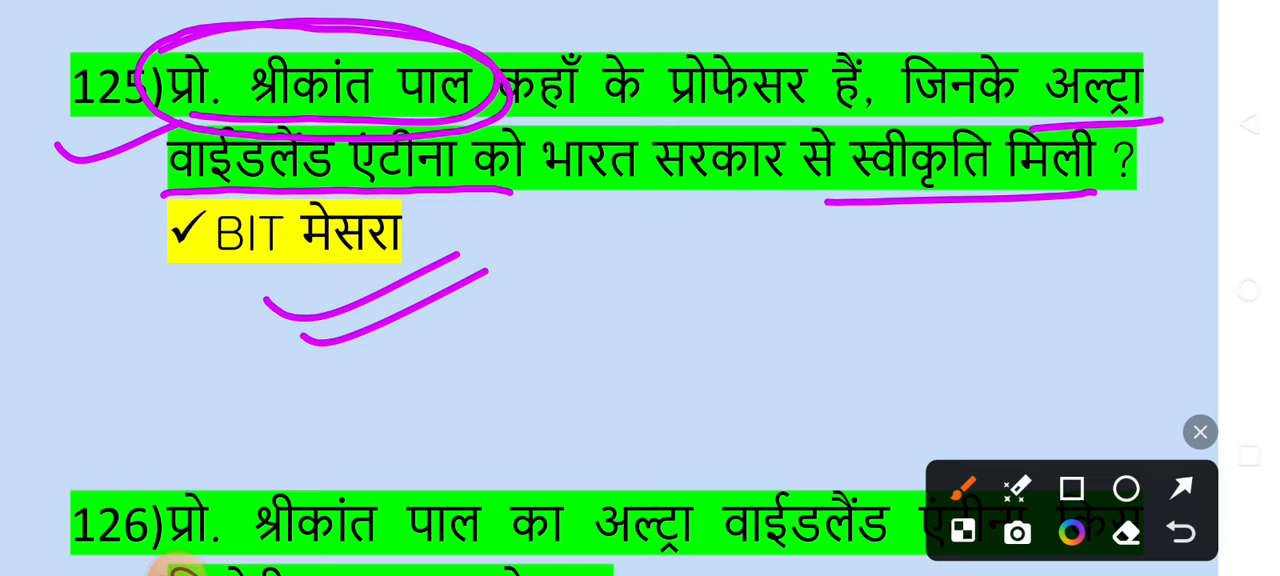 125)प्रो. श्रीकांत पाल कहाँ के प्रोफेसर हैं, जिनके अल्ट्रा
वाईडलेंड एंटीना को भारत सरकार से स्वीकृति मिली ?
✓BIT मेसरा
126)प्रो. श्रीकांत पाल का अल्ट्रा वाईडलैंड एंटीना किस